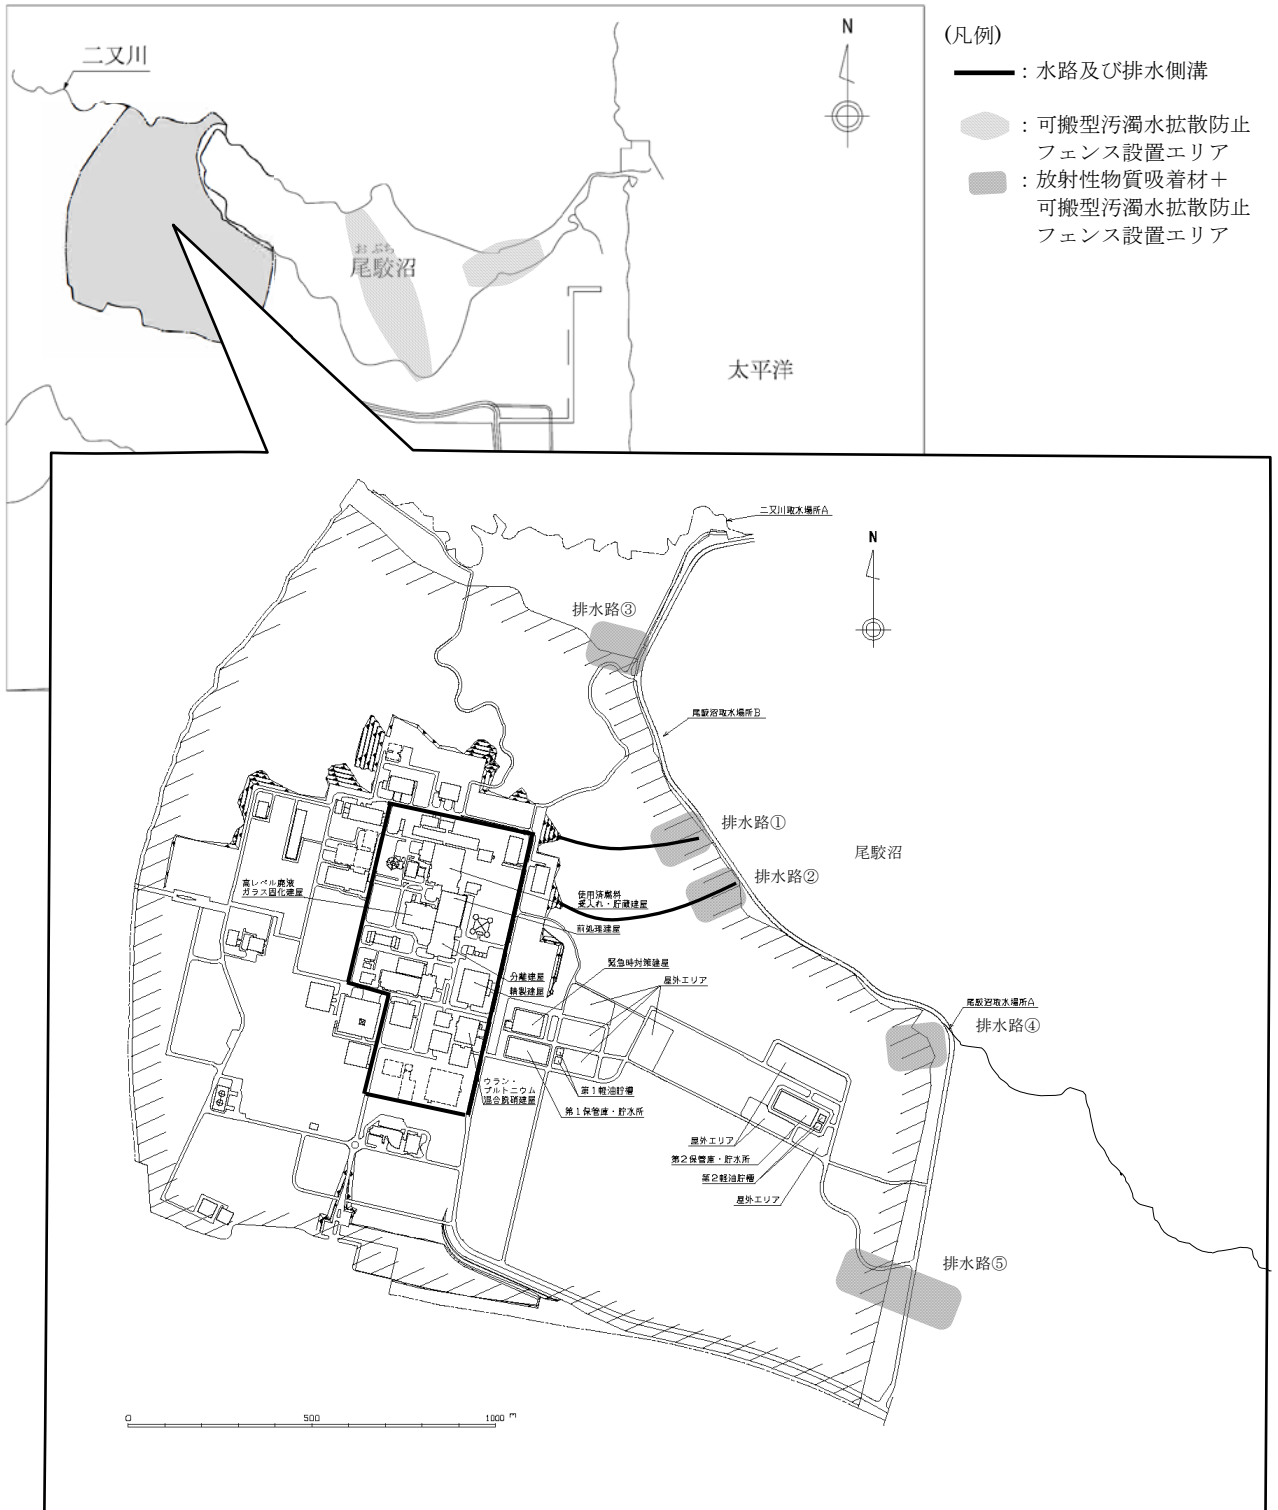 二又川
N
(凡例)
：水路及び排水側溝
：可搬型汚濁水拡散防止
フェンス設置エリア
：放射性物質吸着材＋
可搬型汚濁水拡散防止
フェンス設置エリア
おぶち
尾駮沼
太平洋
二又川取水場所A
N
排水路③
尾駮沼取水場所B
排水路①
尾駮沼
排水路②
高レベル廃液
ガラス固化建屋
使用済燃料
受入れ・貯蔵建屋
前処理建屋
緊急時対策建屋
分離建屋
屋外エリア
精製建屋
尾駮沼取水場所A
排水路④
ウラン・
プルトニウム
混合脱硝建屋
第1軽油貯槽
第1保管庫・貯水所
屋外エリア
第2保管庫・貯水所
第2軽油貯槽
屋外エリア
排水路⑤
0
500
1000 m